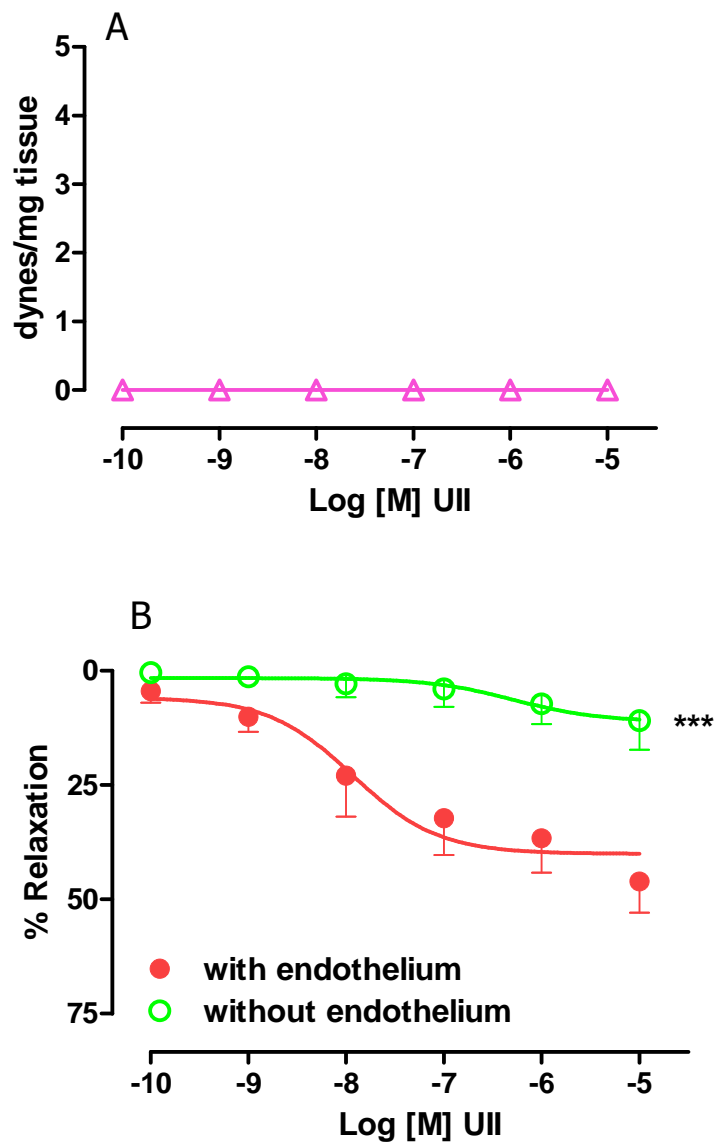 A
dynes/mg tissue
5
4
3
2
1
0
-10 -9 -8 -7 -6 -5
Log [M] UII
B
% Relaxation
0
25
50
75
***
with endothelium
without endothelium
-10 -9 -8 -7 -6 -5
Log [M] UII